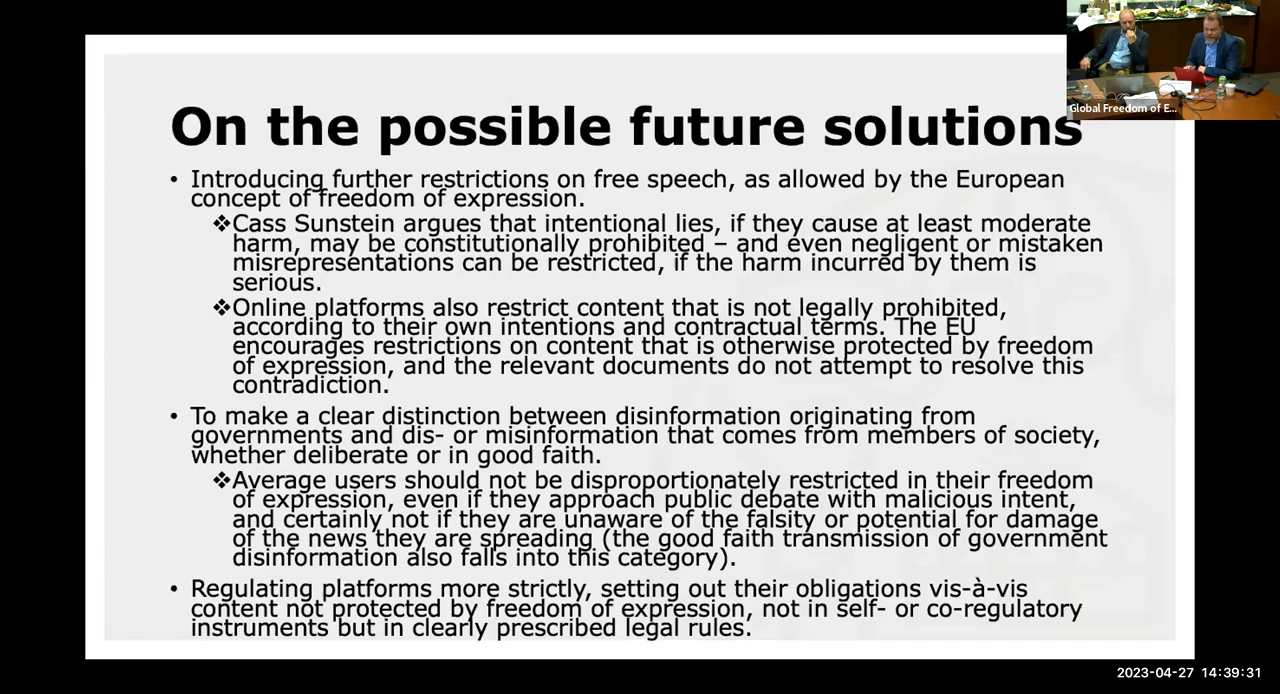 Global Freedom of E...
On the possible future solutions
• Introducing further restrictions on free speech, as allowed by the European
concept of freedom of expression.
❖Cass Sunstein argues that intentional lies, if they cause at least moderate
harm, may be constitutionally prohibited – and even negligent or mistaken
misrepresentations can be restricted, if the harm incurred by them is
serious.
❖Online platforms also restrict content that is not legally prohibited,
according to their own intentions and contractual terms. The EU
encourages restrictions on content that is otherwise protected by freedom
of expression, and the relevant documents do not attempt to resolve this
contradiction.
• To make a clear distinction between disinformation originating from
governments and dis- or misinformation that comes from members of society,
whether deliberate or in good faith.
❖Average users should not be disproportionately restricted in their freedom
of expression, even if they approach public debate with malicious intent,
and certainly not if they are unaware of the falsity or potential for damage
of the news they are spreading (the good faith transmission of government
disinformation also falls into this category).
• Regulating platforms more strictly, setting out their obligations vis-à-vis
content not protected by freedom of expression, not in self- or co-regulatory
instruments but in clearly prescribed legal rules.
2023-04-27 14:39:31